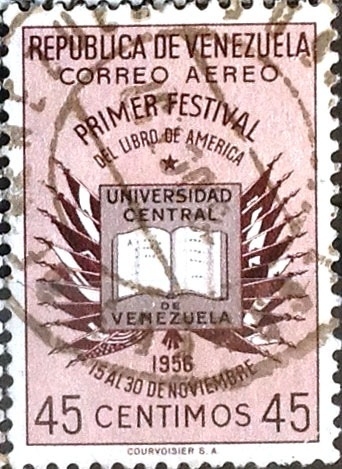 REPUBLICA DE VENEZUELA
CORREO AEREO
PRIMER FESTIVAL
DEL LIBRO DE AMERICA
UNIVERSIDAD
CENTRAL
DE
VENEZUELA
1956
15 AL 30 DE NOVIEMBRE
45 CENTIMOS 45
COURVOISIER S. A.